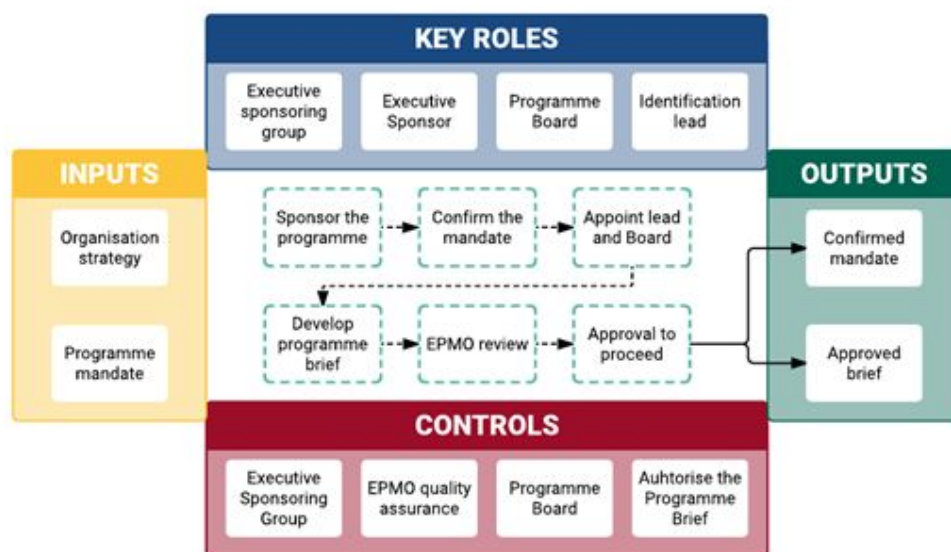 KEY ROLES
Executive
sponsoring
group
Executive
Sponsor
Programme
Board
Identification
lead
INPUTS
Organisation
strategy
Programme
mandate
Sponsor the
programme
Confirm the
mandate
Appoint lead
and Board
Develop
programme
brief
EPMO review
Approval to
proceed
OUTPUTS
Confirmed
mandate
Approved
brief
CONTROLS
Executive
Sponsoring
Group
EPMO quality
assurance
Programme
Board
Auhtorise the
Programme
Brief